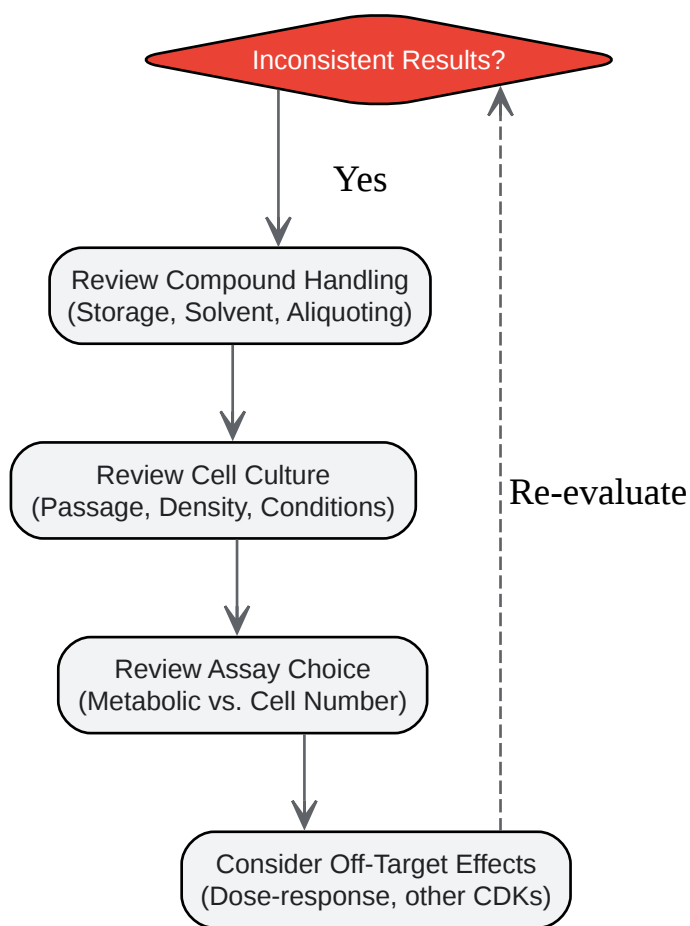 Inconsistent Results?
Yes
Review Compound Handling
(Storage, Solvent, Aliquoting)
Review Cell Culture
(Passage, Density, Conditions)
Re-evaluate
Review Assay Choice
(Metabolic vs. Cell Number)
Consider Off-Target Effects
(Dose-response, other CDKs)